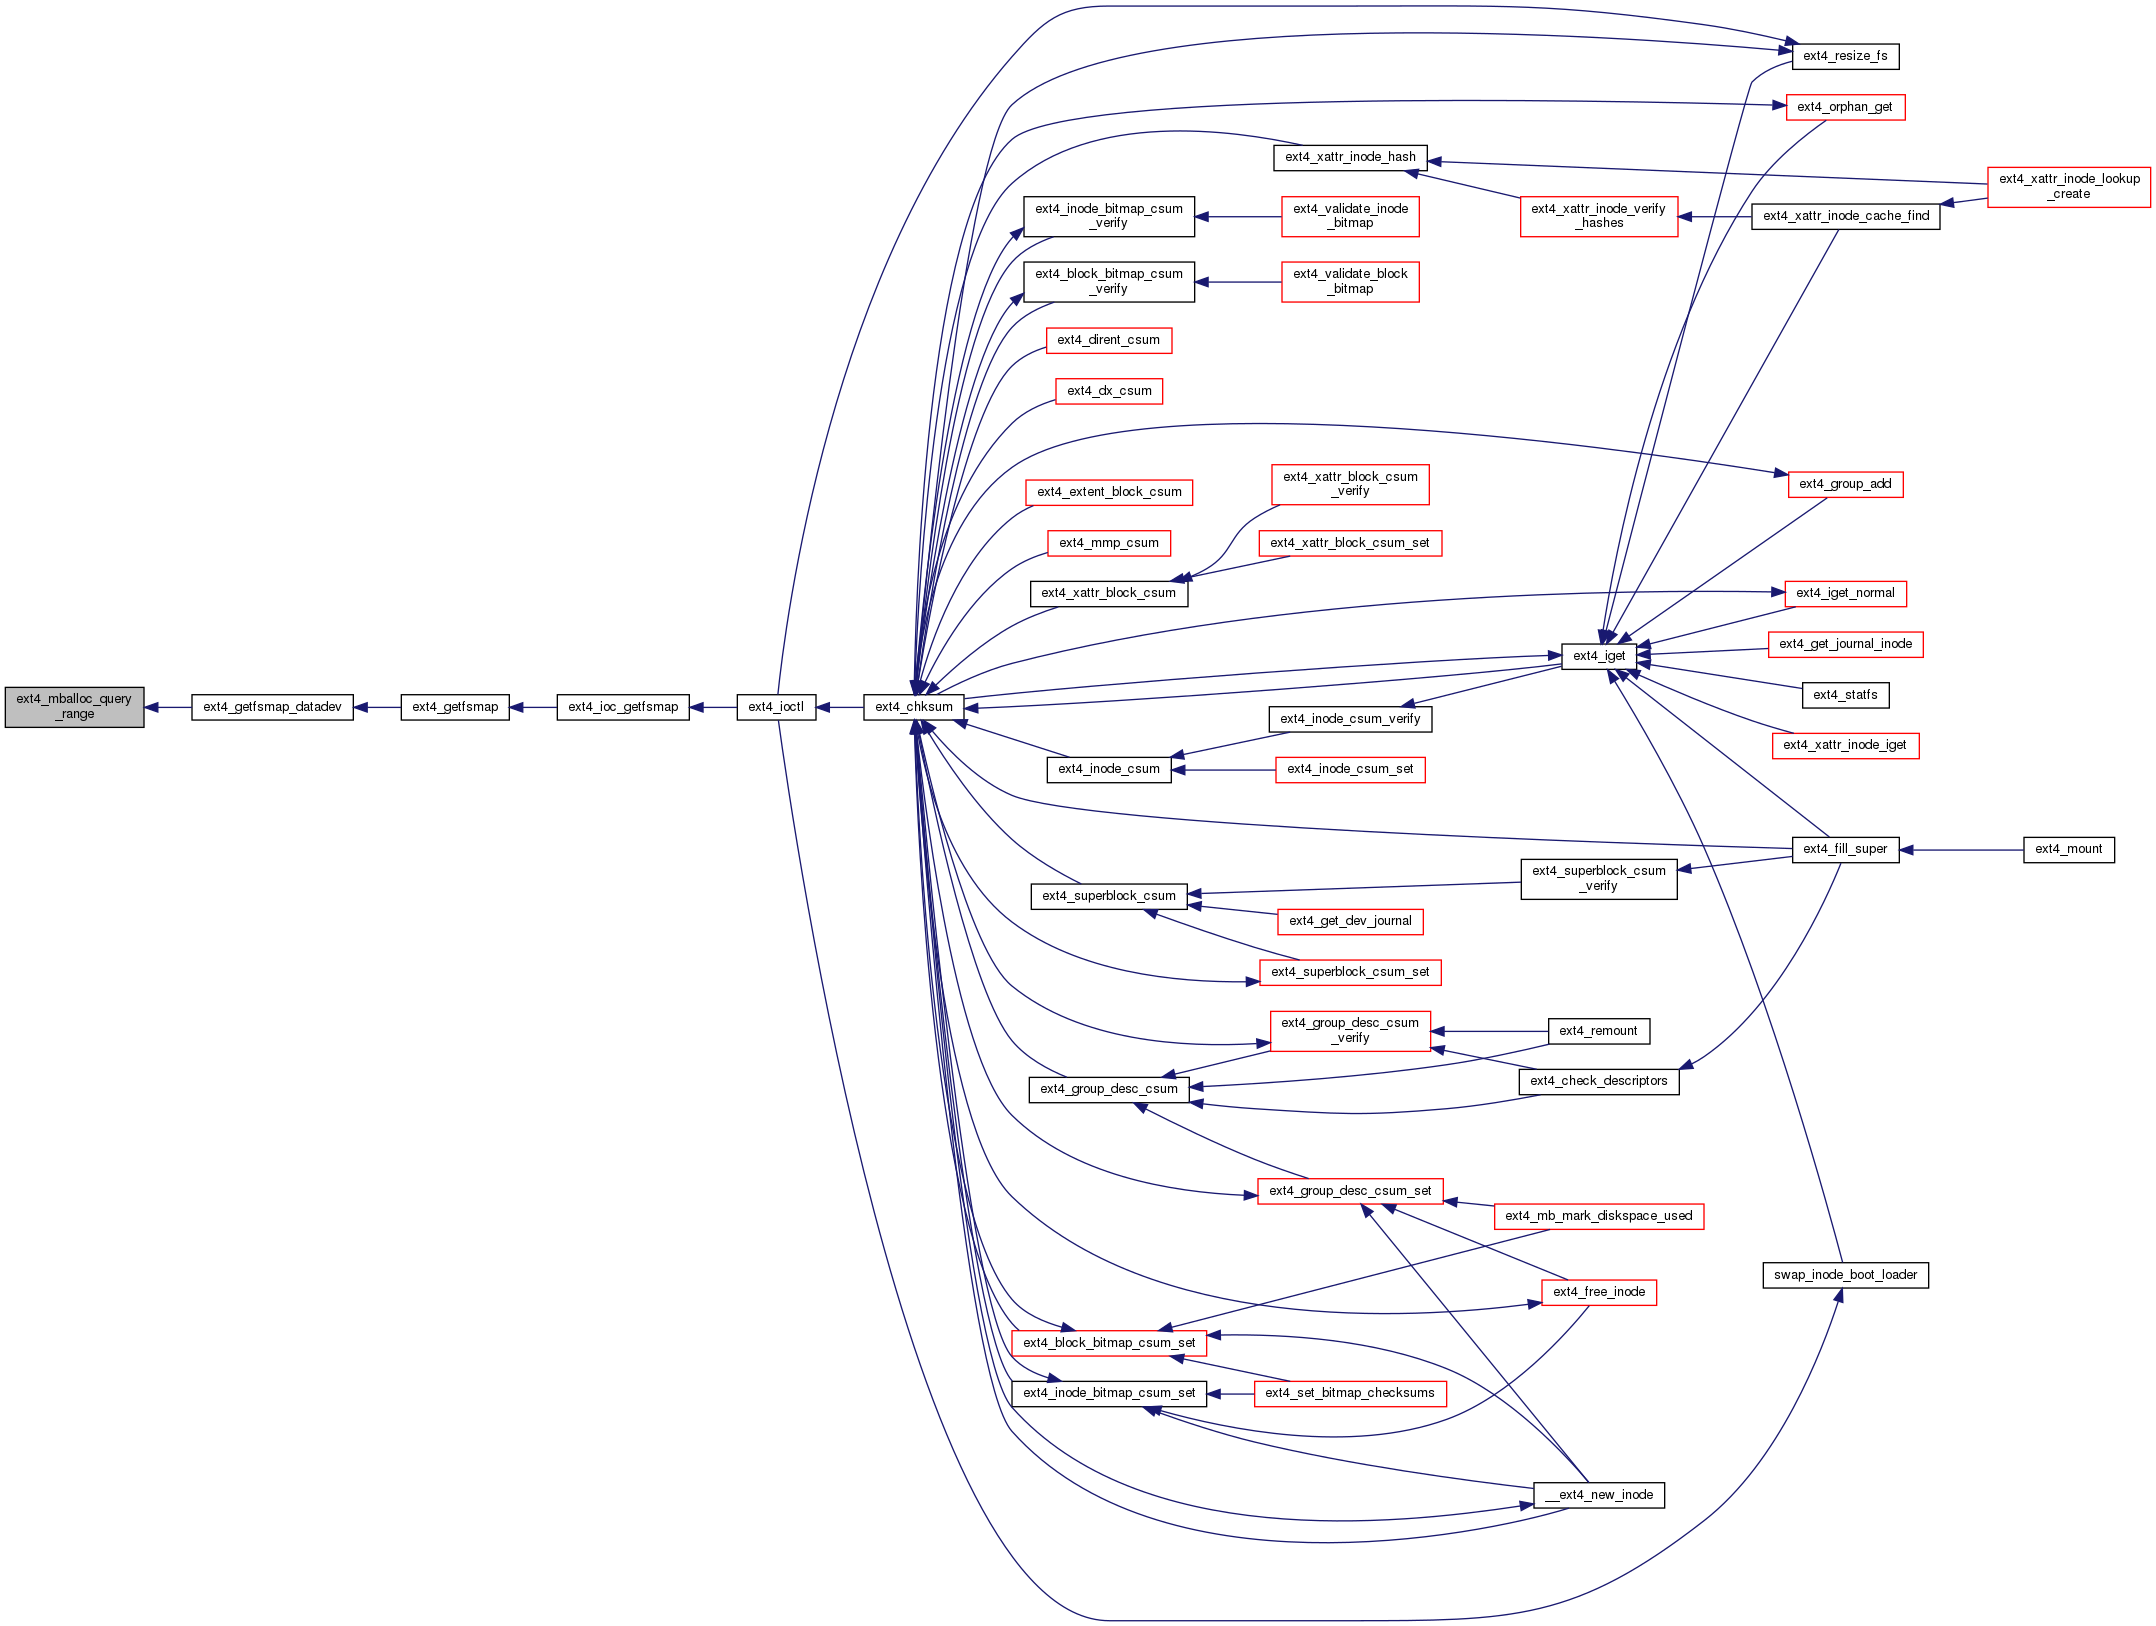 ext4_mballoc_query
_range
ext4_getfsmap_datadev
ext4_getfsmap
ext4_ioc_getfsmap
ext4_ioctl
ext4_chksum
ext4_inode_bitmap_csum
_verify
ext4_block_bitmap_csum
_verify
ext4_dirent_csum
ext4_dx_csum
ext4_extent_block_csum
ext4_mmp_csum
ext4_xattr_block_csum
ext4_inode_csum
ext4_superblock_csum
ext4_group_desc_csum
ext4_block_bitmap_csum_set
ext4_inode_bitmap_csum_set
ext4_xattr_inode_hash
ext4_validate_inode
_bitmap
ext4_validate_block
_bitmap
ext4_xattr_block_csum
_verify
ext4_xattr_block_csum_set
ext4_inode_csum_verify
ext4_inode_csum_set
ext4_get_dev_journal
ext4_superblock_csum_set
ext4_group_desc_csum
_verify
ext4_group_desc_csum_set
ext4_set_bitmap_checksums
ext4_xattr_inode_verify
_hashes
ext4_iget
ext4_superblock_csum
_verify
ext4_remount
ext4_check_descriptors
ext4_mb_mark_diskspace_used
ext4_free_inode
__ext4_new_inode
ext4_resize_fs
ext4_orphan_get
ext4_xattr_inode_cache_find
ext4_group_add
ext4_iget_normal
ext4_get_journal_inode
ext4_statfs
ext4_xattr_inode_iget
ext4_fill_super
swap_inode_boot_loader
ext4_xattr_inode_lookup
_create
ext4_mount